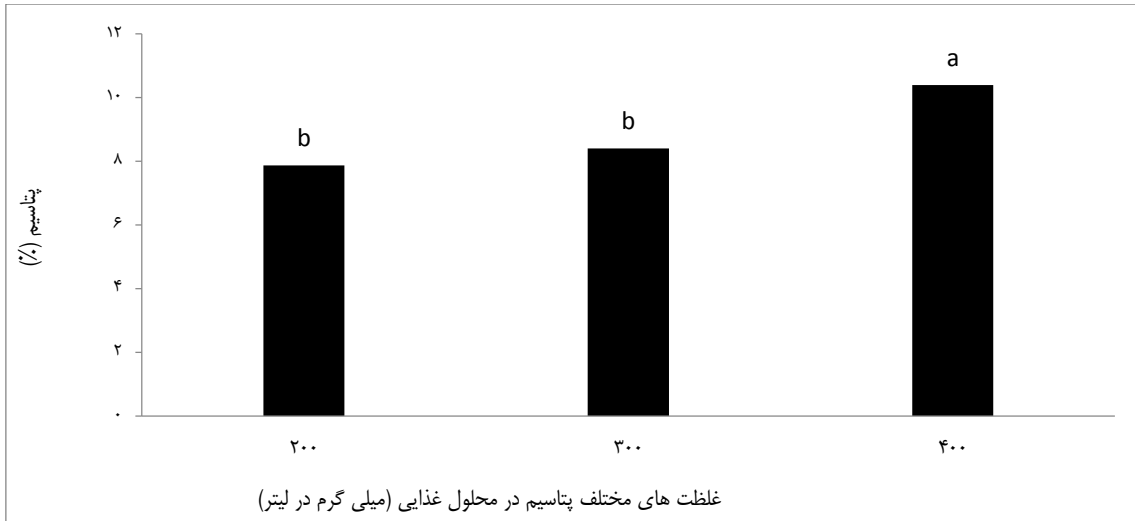 ۱۲
۱۰
۸
۶
۴
۲
۰
پتاسیم (%)
b
b
a
۲۰۰
۳۰۰
۴۰۰
غلظت های مختلف پتاسیم در محلول غذایی (میلی گرم در لیتر)